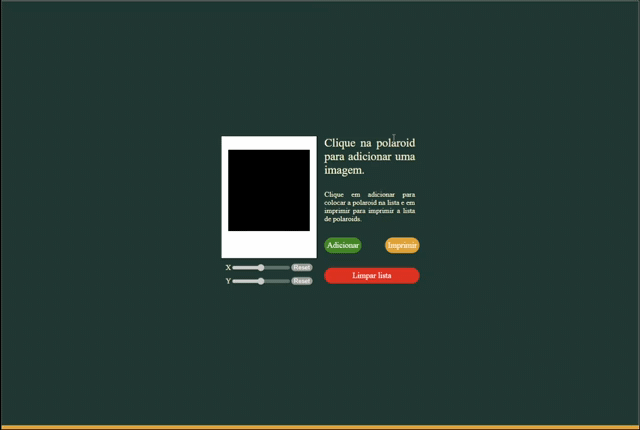 Clique na polaroid
para adicionar uma
imagem.
Clique em adicionar para
colocar a polaroid na lista e em
imprimir para imprimir a lista
de polaroids.
Adicionar
Imprimir
X
Reset
Limpar lista
Y
Reset